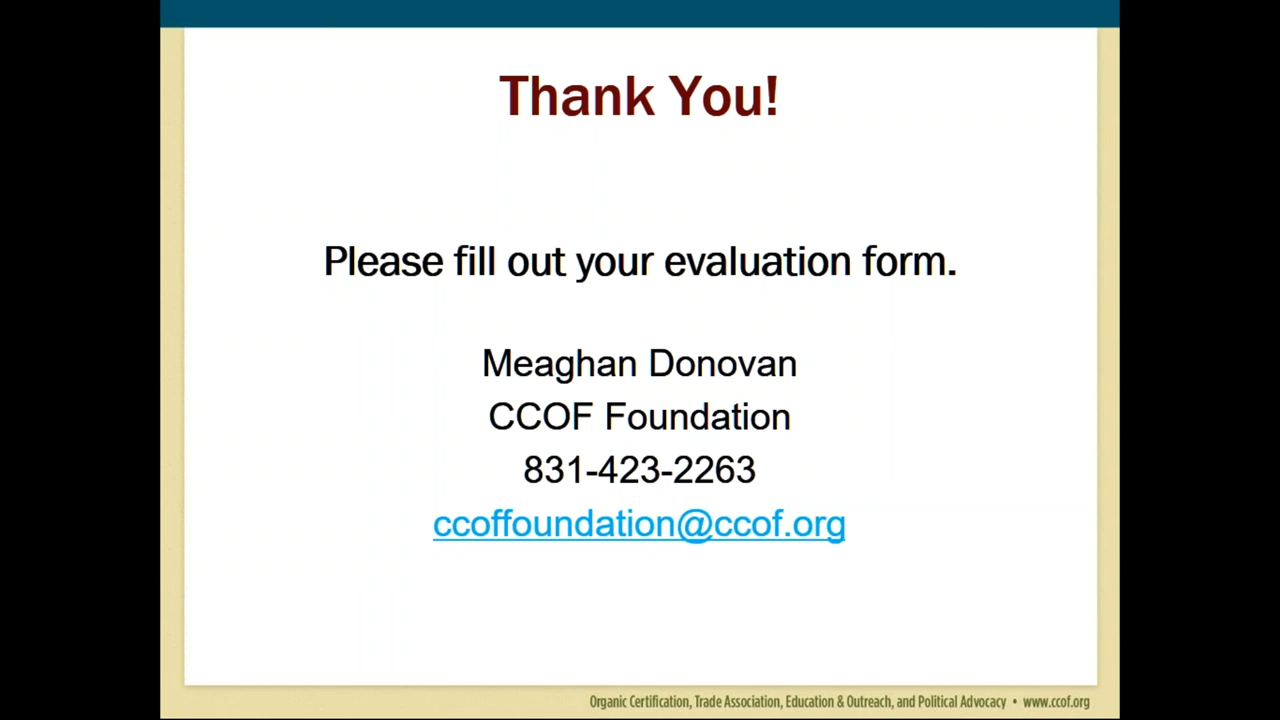 Thank You!
Please fill out your evaluation form.
Meaghan Donovan
CCOF Foundation
831-423-2263
ccoffoundation@ccof.org
Organic Certification, Trade Association, Education & Outreach, and Political Advocacy • www.ccof.org